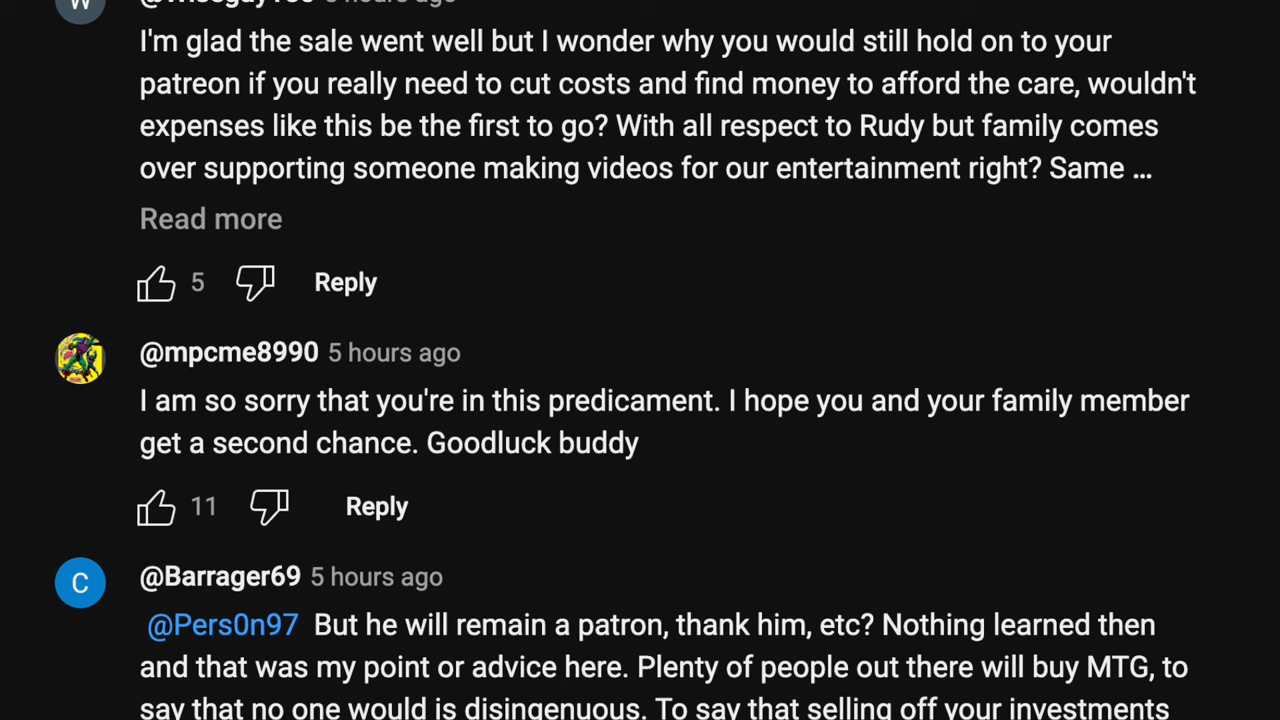 W
I'm glad the sale went well but I wonder why you would still hold on to your
patreon if you really need to cut costs and find money to afford the care, wouldn't
expenses like this be the first to go? With all respect to Rudy but family comes
over supporting someone making videos for our entertainment right? Same ...
Read more
5 Reply
@mpcme8990 5 hours ago
I am so sorry that you're in this predicament. I hope you and your family member
get a second chance. Goodluck buddy
11 Reply
C @Barrager69 5 hours ago
@Pers0n97 But he will remain a patron, thank him, etc? Nothing learned then
and that was my point or advice here. Plenty of people out there will buy MTG, to
say that no one would is disingenuous. To say that selling off your investments